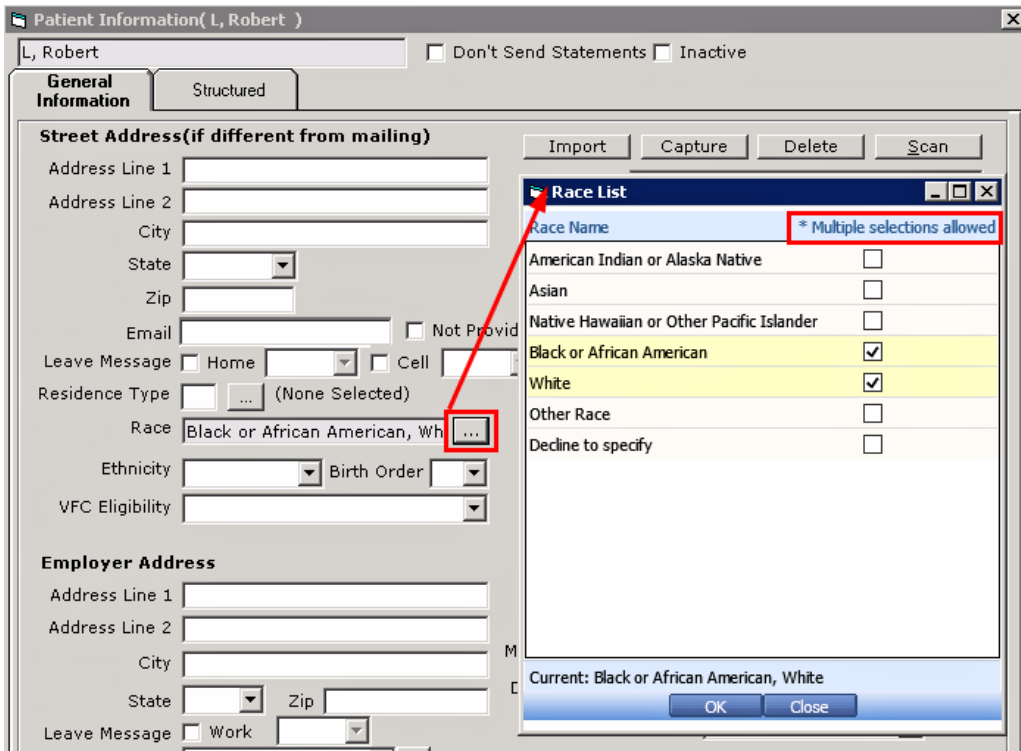 Patient Information( L, Robert )
L, Robert
Don't Send Statements
Inactive
General Information
Structured
Street Address(if different from mailing)
Import
Capture
Delete
Scan
Address Line 1
Address Line 2
City
State
Zip
Email
Not Provid
Leave Message
Home
Cell
Residence Type
...
(None Selected)
Race
Black or African American, Wh
...
Ethnicity
Birth Order
VFC Eligibility
Employer Address
Address Line 1
Address Line 2
City
State
Zip
Leave Message
Work
Race List
Race Name
* Multiple selections allowed
American Indian or Alaska Native
Asian
Native Hawaiian or Other Pacific Islander
Black or African American
White
Other Race
Decline to specify
Current: Black or African American, White
OK
Close
M